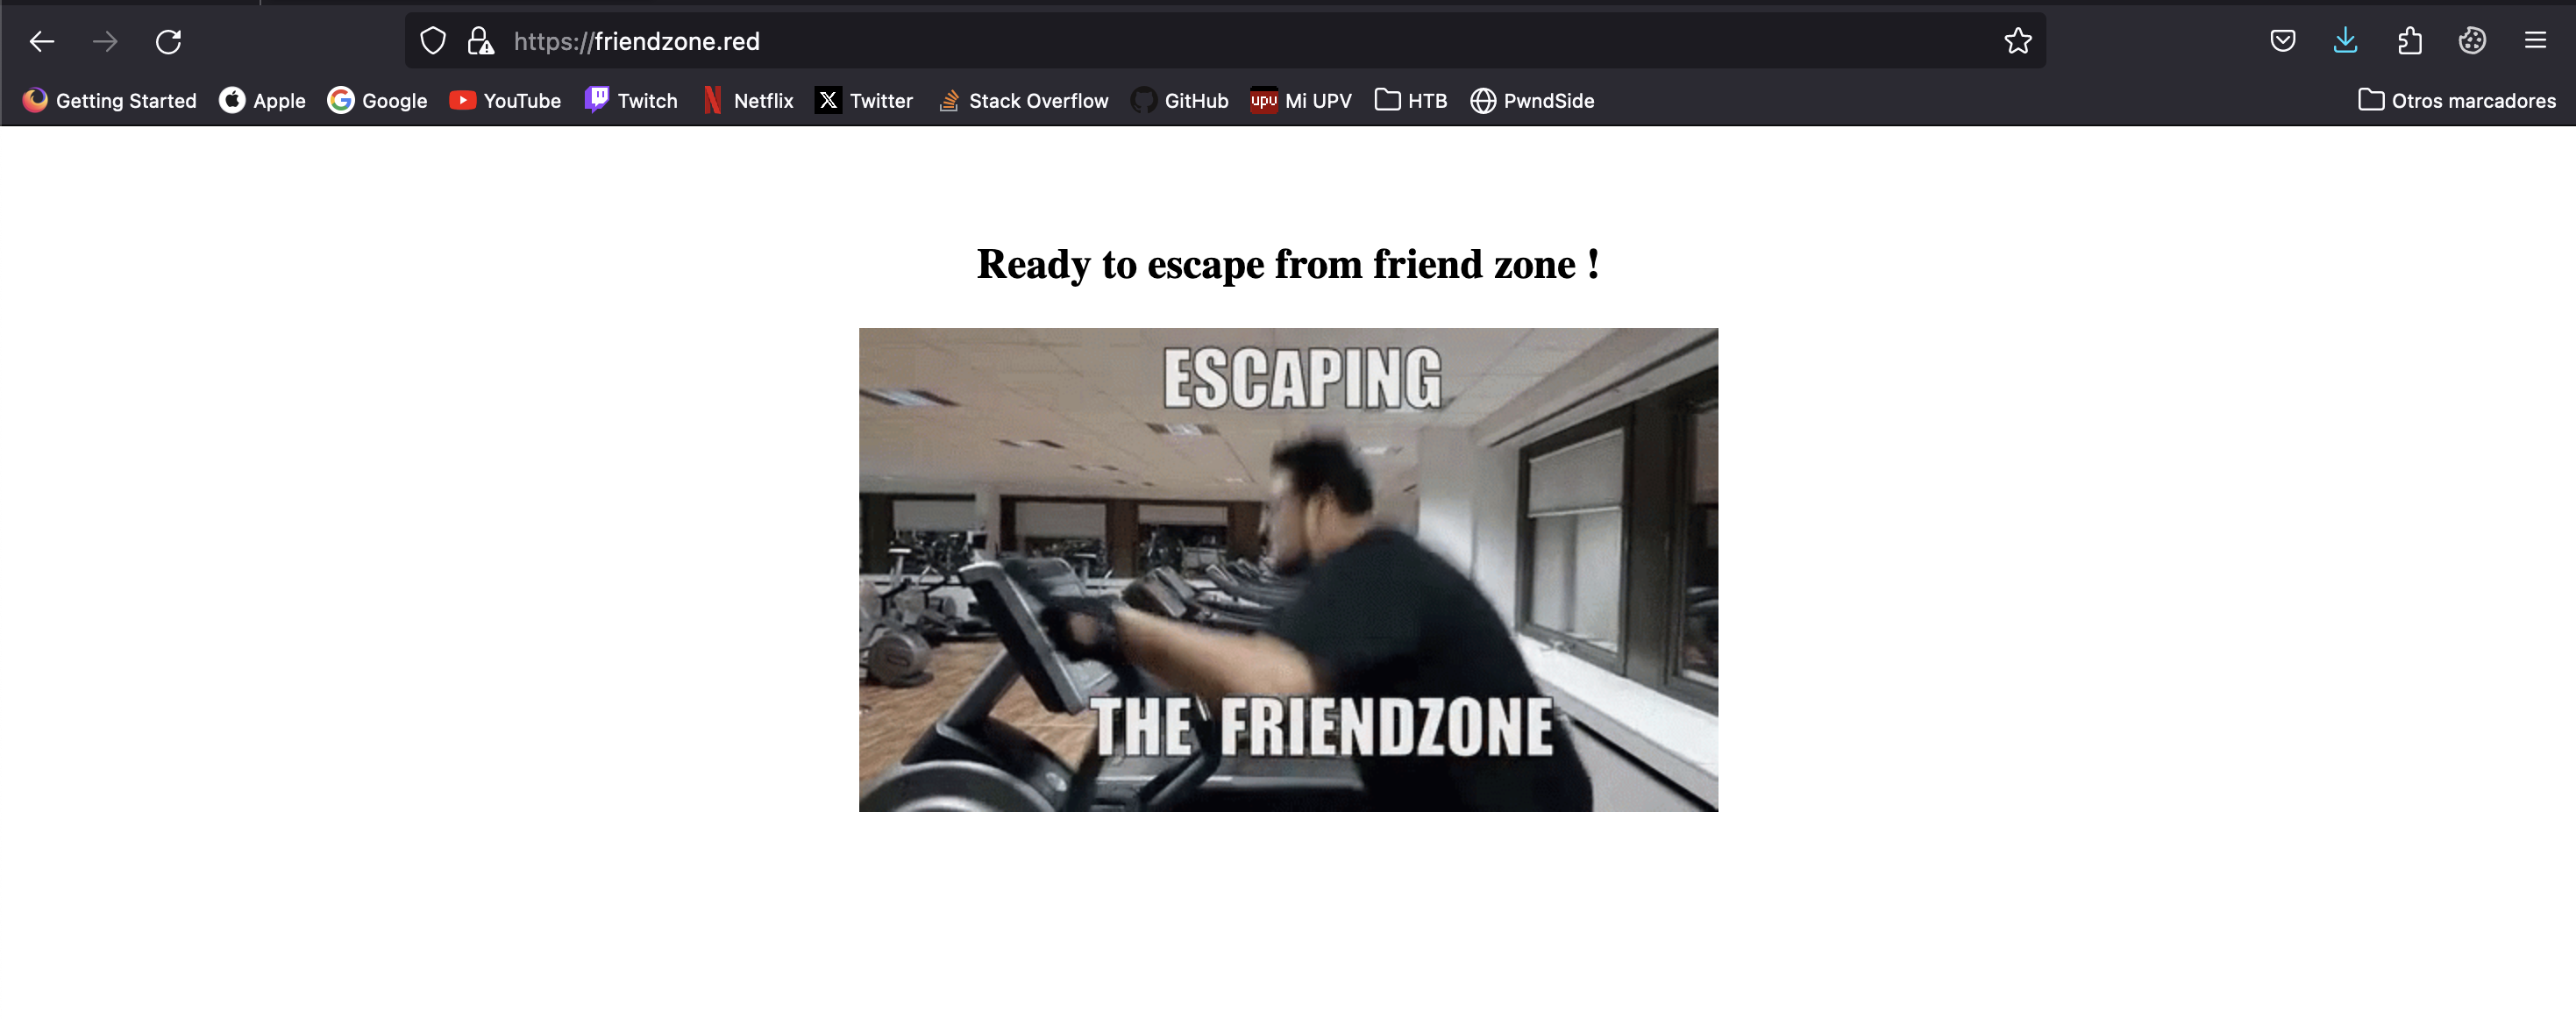 https://friendzone.red
Getting Started Apple Google YouTube Twitch Netflix X Twitter Stack Overflow GitHub upv Mi UPV HTB PwndSide Otros marcadores
Ready to escape from friend zone !
ESCAPING
THE FRIENDZONE